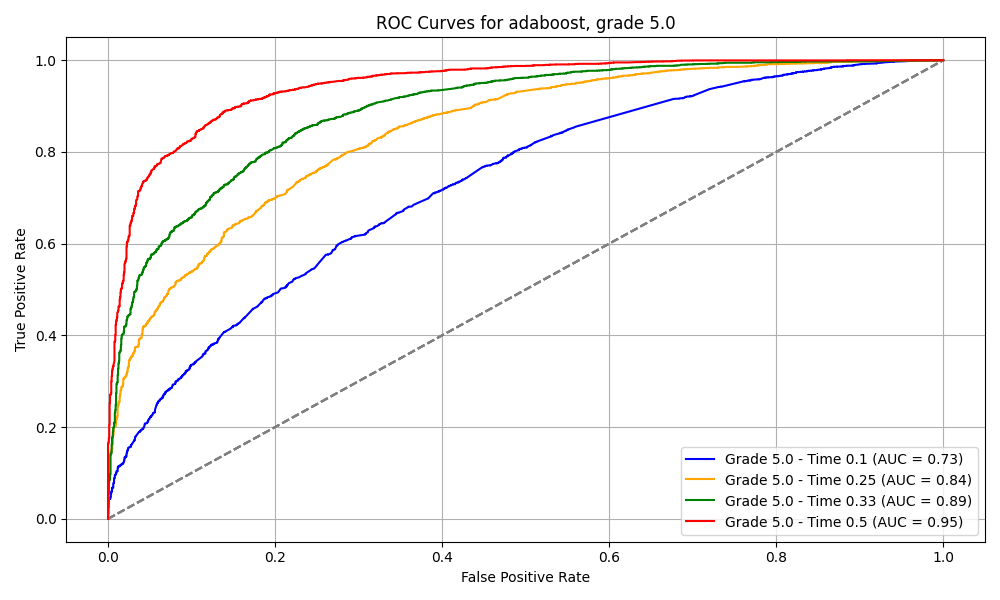 ROC Curves for adaboost, grade 5.0
True Positive Rate
1.0
0.8
0.6
0.4
0.2
0.0
Grade 5.0 - Time 0.1 (AUC = 0.73)
Grade 5.0 - Time 0.25 (AUC = 0.84)
Grade 5.0 - Time 0.33 (AUC = 0.89)
Grade 5.0 - Time 0.5 (AUC = 0.95)
0.0 0.2 0.4 0.6 0.8 1.0
False Positive Rate